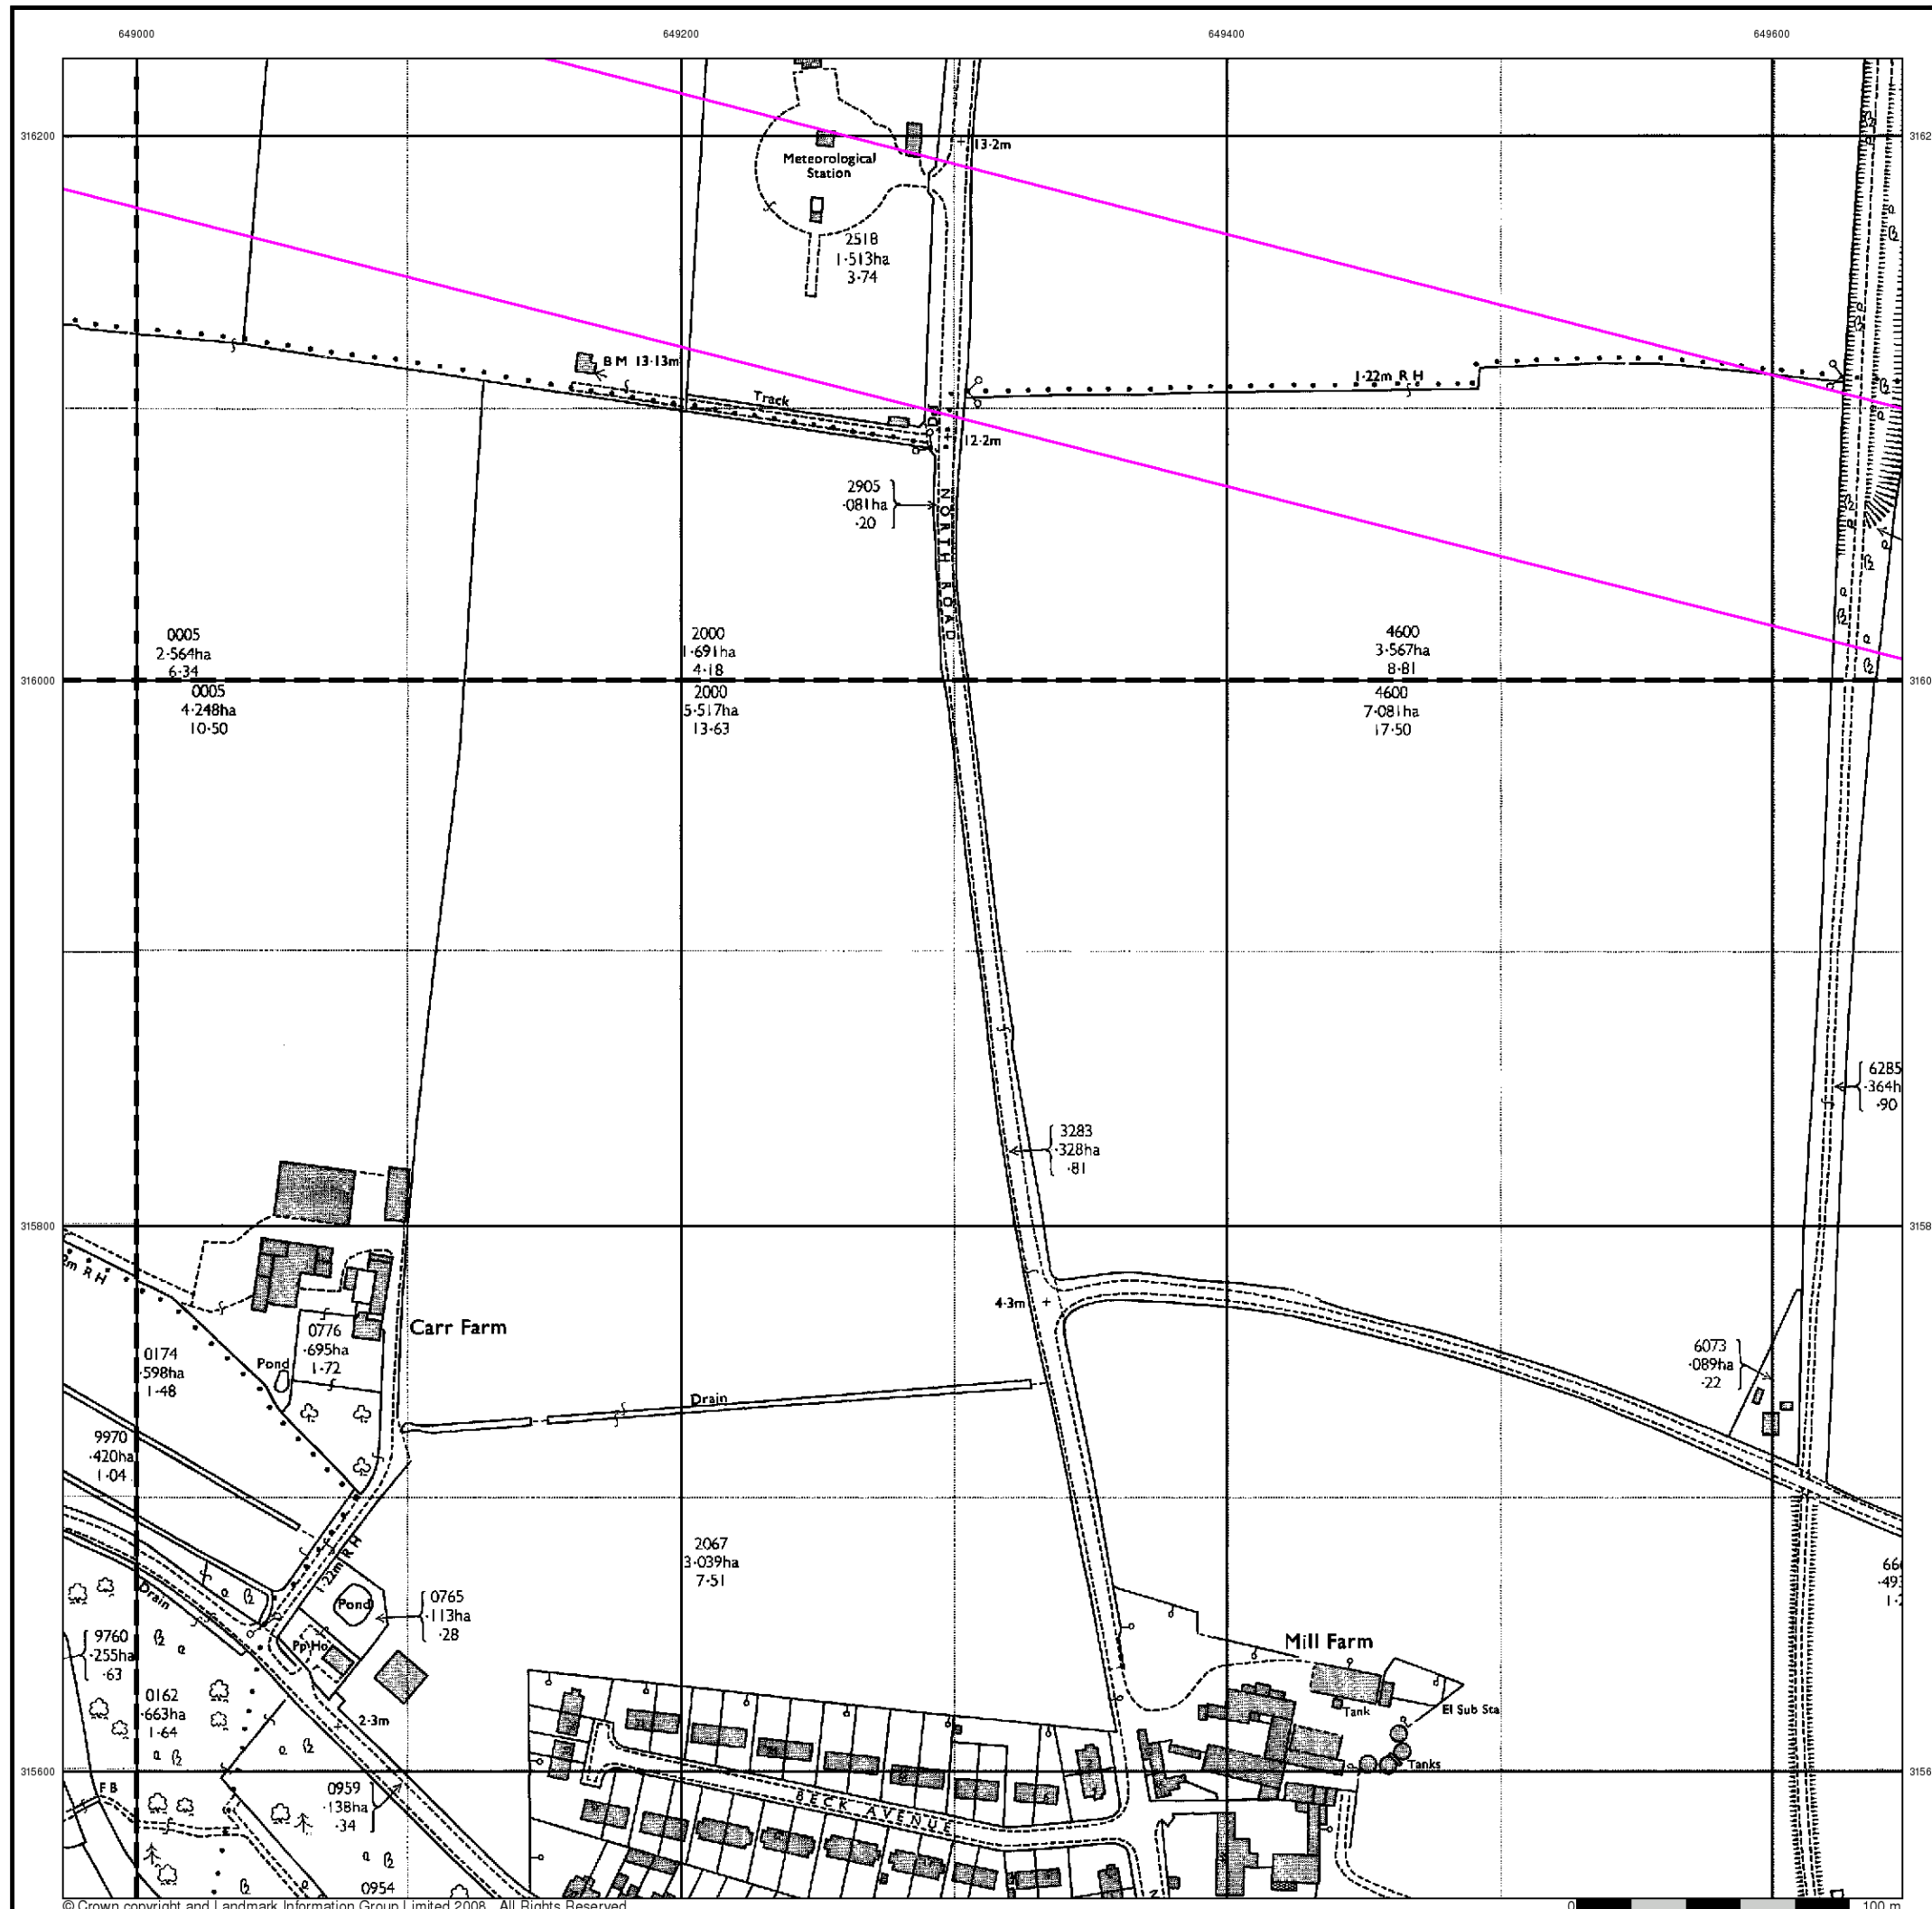 649000 649200 649400 649600
316200
13·2m
Meteorological
Station
2518
1·513ha
3·74
B M 13·13m
1·22m R H
Track
12·2m
2905
·081ha
·20
NORTH ROAD
0005
2·564ha
6·34
2000
1·691ha
4·18
4600
3·567ha
8·81
316000
0005
4·248ha
10·50
2000
5·517ha
13·63
4600
7·081ha
17·50
6285
·364h
·90
3283
·328ha
·81
315800
2m R H
4·3m
Carr Farm
0776
·695ha
1·72
0174
·598ha
1·48
Pond
6073
·089ha
·22
Drain
9970
·420ha
1·04
1·22m R H
2067
3·039ha
7·51
Drain
Pond
0765
·113ha
·28
Pp Ho
9760
·255ha
·63
Mill Farm
0162
·663ha
1·64
2·3m
Tank
El Sub Sta
315600
Tanks
F B
0959
·138ha
·34
BECK AVENUE
0954
© Crown copyright and Landmark Information Group Limited 2008. All Rights Reserved.
0 100 m